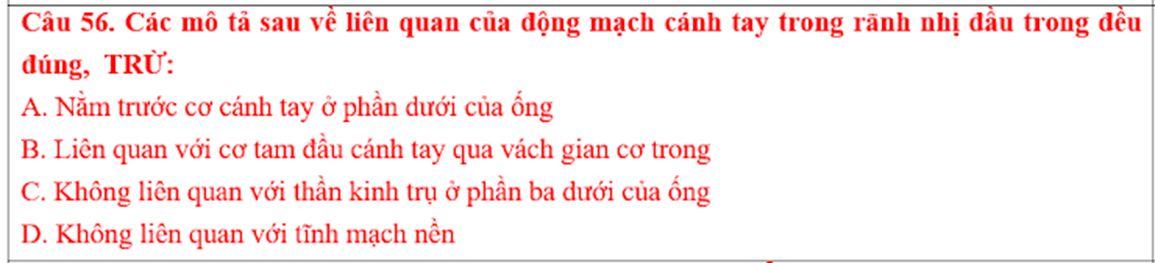 Câu 56. Các mô tả sau về liên quan của động mạch cánh tay trong rãnh nhị đầu trong đều
đúng, TRỪ:
A. Nằm trước cơ cánh tay ở phần dưới của ống
B. Liên quan với cơ tam đầu cánh tay qua vách gian cơ trong
C. Không liên quan với thần kinh trụ ở phần ba dưới của ống
D. Không liên quan với tĩnh mạch nền